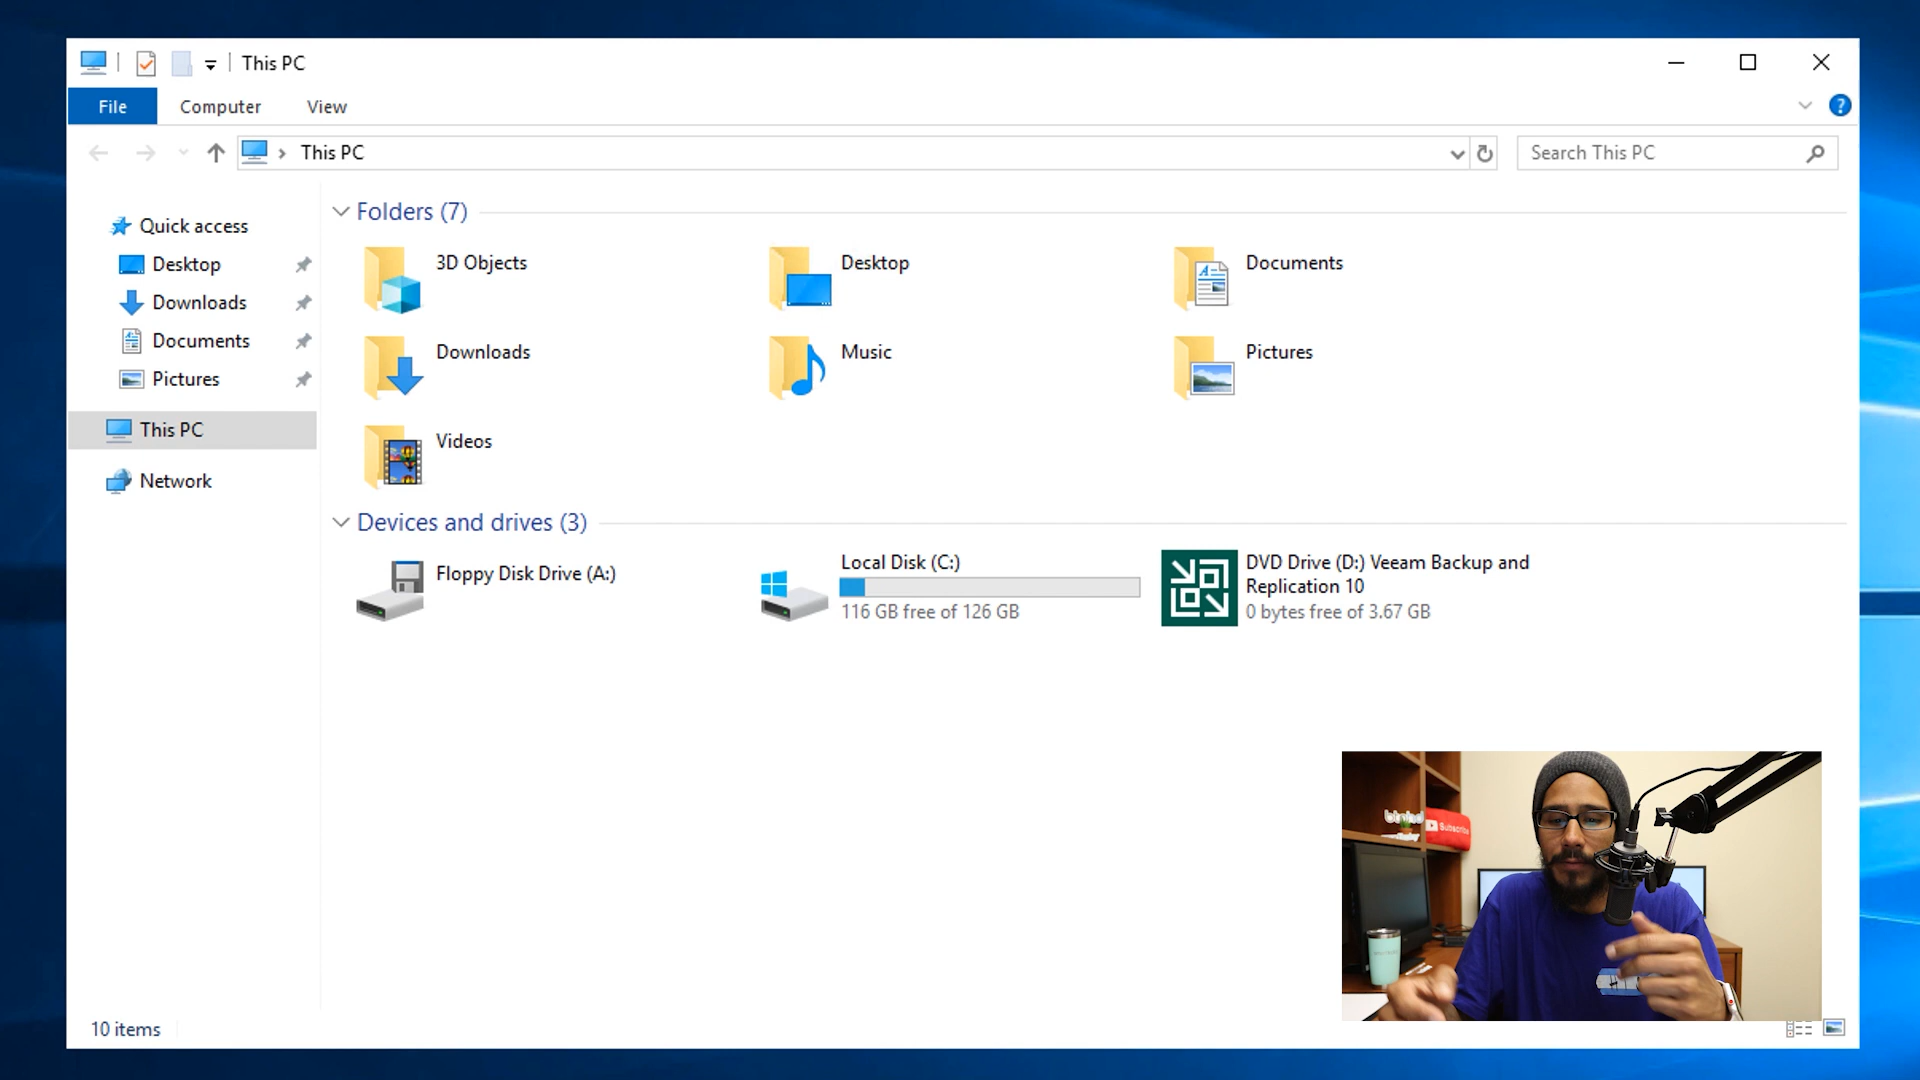 This PC
File Computer View
?
This PC
Search This PC
Quick access
Desktop
Downloads
Documents
Pictures
This PC
Network
Folders (7)
3D Objects
Desktop
Documents
Downloads
Music
Pictures
Videos
Devices and drives (3)
Floppy Disk Drive (A:)
Local Disk (C:)
116 GB free of 126 GB
DVD Drive (D:) Veeam Backup and
Replication 10
0 bytes free of 3.67 GB
btnhd
Subscribe
10 items